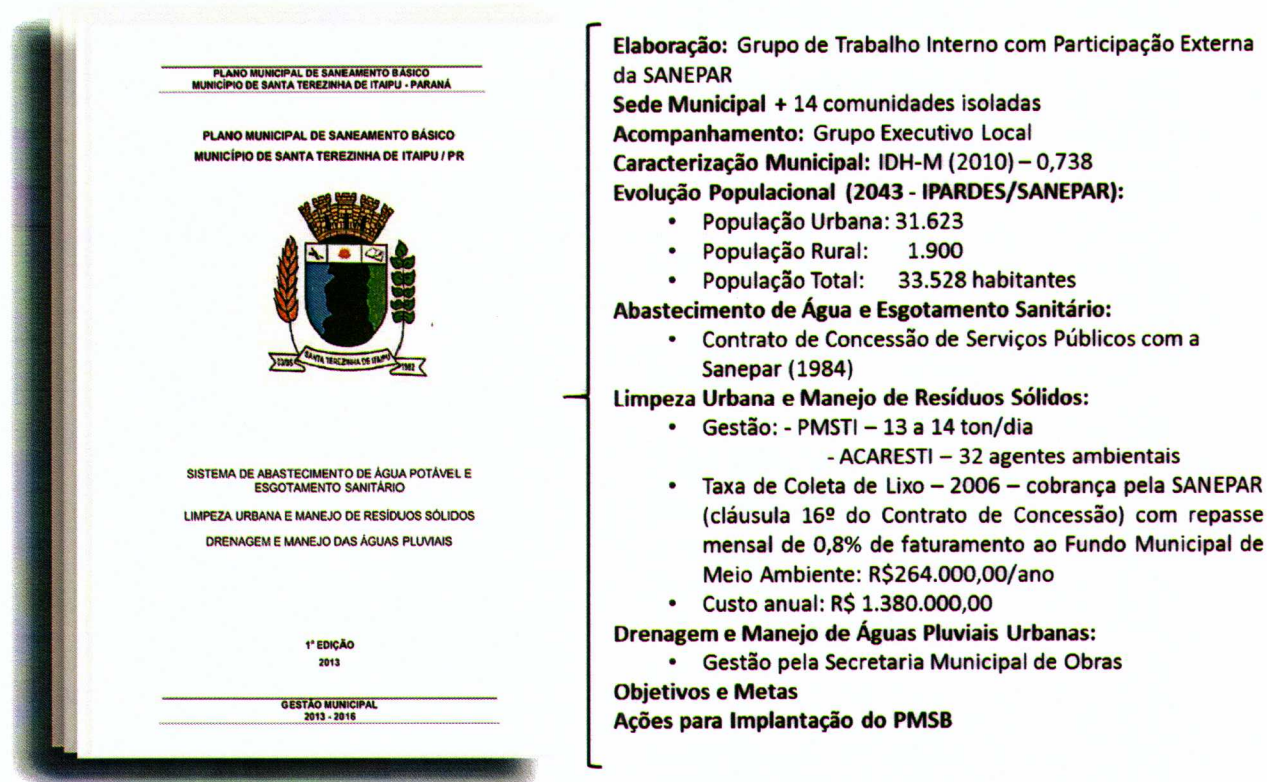 PLANO MUNICIPAL DE SANEAMENTO BÁSICO
MUNICÍPIO DE SANTA TEREZINHA DE ITAIPU - PARANÁ
PLANO MUNICIPAL DE SANEAMENTO BÁSICO
MUNICÍPIO DE SANTA TEREZINHA DE ITAIPU / PR
SANTA TEREZINHA DE ITAIPU
1982
SISTEMA DE ABASTECIMENTO DE ÁGUA POTÁVEL E
ESGOTAMENTO SANITÁRIO
LIMPEZA URBANA E MANEJO DE RESÍDUOS SÓLIDOS
DRENAGEM E MANEJO DAS ÁGUAS PLUVIAIS
1ª EDIÇÃO
2013
GESTÃO MUNICIPAL
2013 - 2016
Elaboração: Grupo de Trabalho Interno com Participação Externa
da SANEPAR
Sede Municipal + 14 comunidades isoladas
Acompanhamento: Grupo Executivo Local
Caracterização Municipal: IDH-M (2010) – 0,738
Evolução Populacional (2043 - IPARDES/SANEPAR):
• População Urbana: 31.623
• População Rural: 1.900
• População Total: 33.528 habitantes
Abastecimento de Água e Esgotamento Sanitário:
• Contrato de Concessão de Serviços Públicos com a
Sanepar (1984)
Limpeza Urbana e Manejo de Resíduos Sólidos:
• Gestão: - PMSTI – 13 a 14 ton/dia
- ACARESTI – 32 agentes ambientais
• Taxa de Coleta de Lixo – 2006 – cobrança pela SANEPAR
(cláusula 16º do Contrato de Concessão) com repasse
mensal de 0,8% de faturamento ao Fundo Municipal de
Meio Ambiente: R$264.000,00/ano
• Custo anual: R$ 1.380.000,00
Drenagem e Manejo de Águas Pluviais Urbanas:
• Gestão pela Secretaria Municipal de Obras
Objetivos e Metas
Ações para Implantação do PMSB